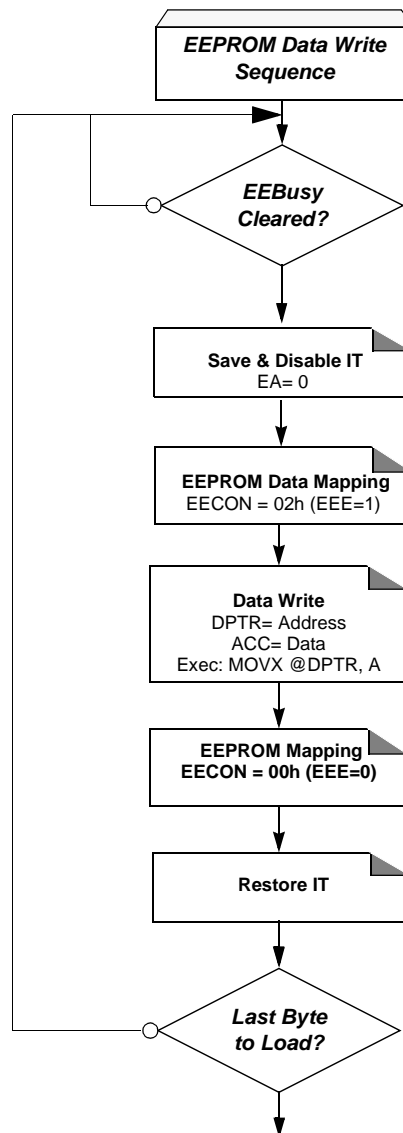 EEPROM Data Write
Sequence
EEBusy
Cleared?
Save & Disable IT
EA= 0
EEPROM Data Mapping
EECON = 02h (EEE=1)
Data Write
DPTR= Address
ACC= Data
Exec: MOVX @DPTR, A
EEPROM Mapping
EECON = 00h (EEE=0)
Restore IT
Last Byte
to Load?